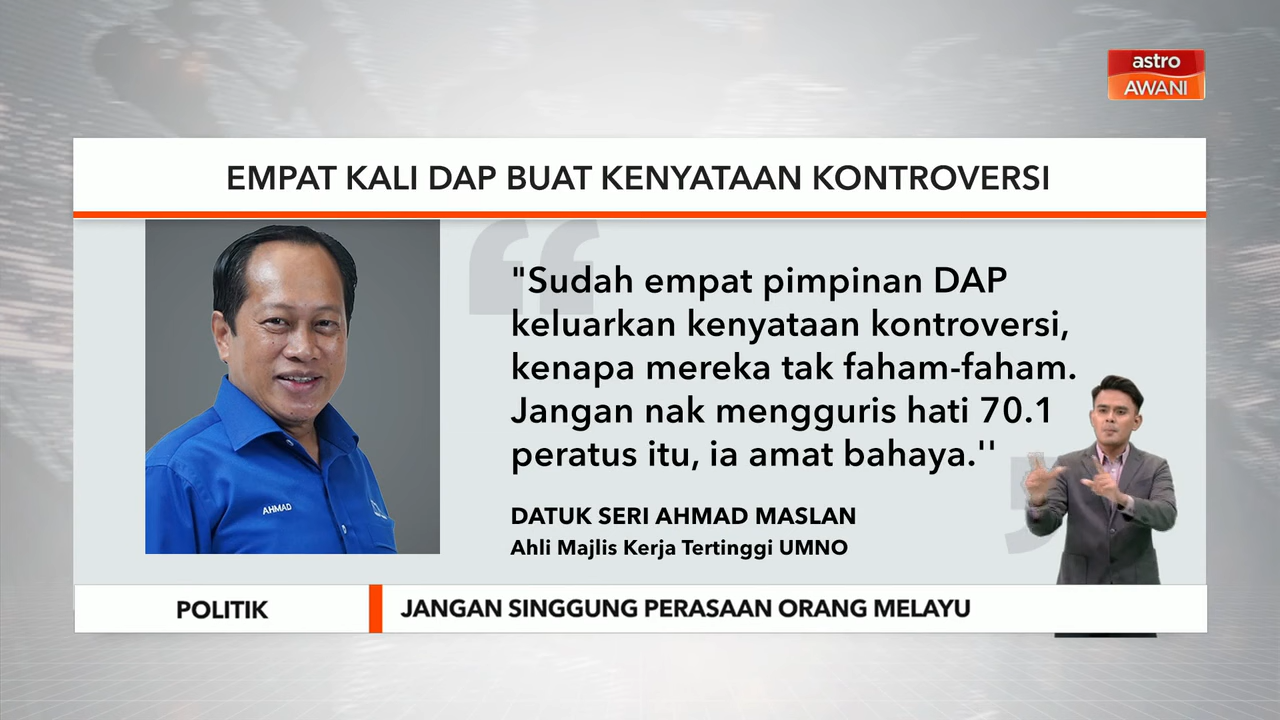 astro
AWANI
EMPAT KALI DAP BUAT KENYATAAN KONTROVERSI
"Sudah empat pimpinan DAP
keluarkan kenyataan kontroversi,
kenapa mereka tak faham-faham.
Jangan nak mengguris hati 70.1
peratus itu, ia amat bahaya.''
AHMAD
DATUK SERI AHMAD MASLAN
Ahli Majlis Kerja Tertinggi UMNO
POLITIK
JANGAN SINGGUNG PERASAAN ORANG MELAYU